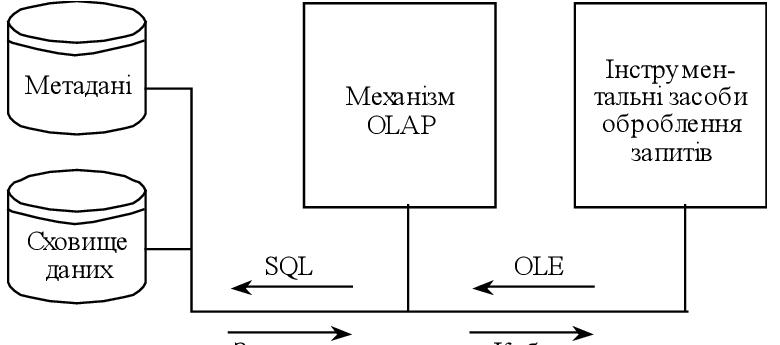 Метадані
Механізм
OLAP
Інструмен-
тальні засоби
оброблення
запитів
Сховище
даних
SQL
OLE